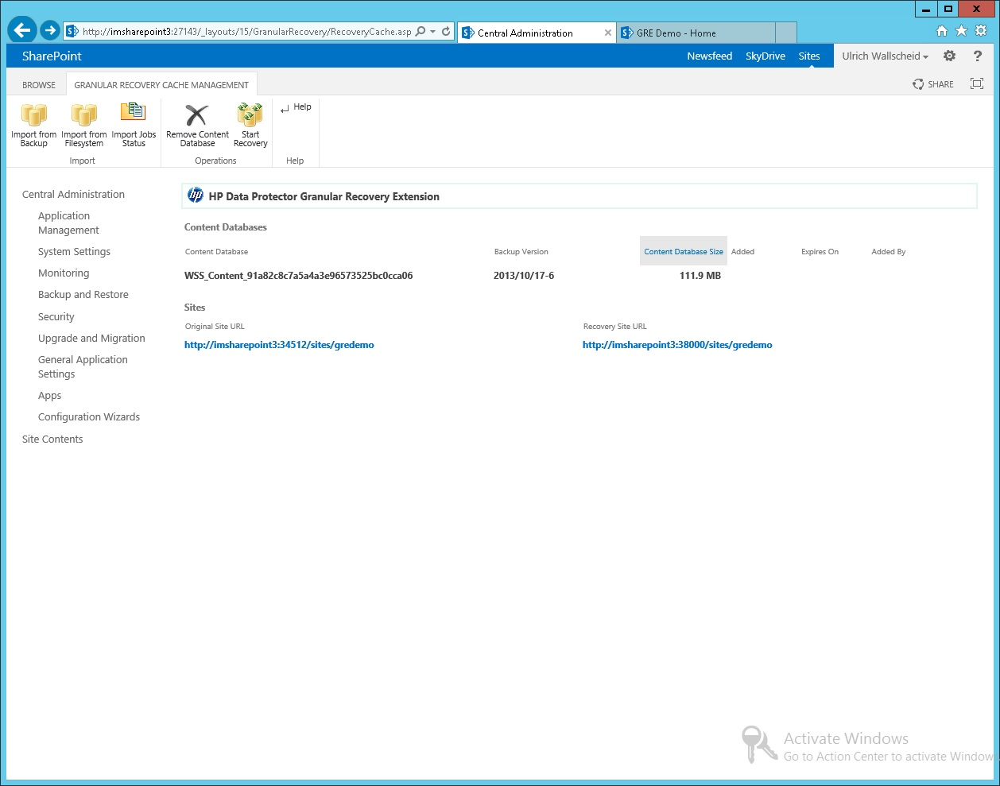 http://imsharepoint3:27143/_layouts/15/GranularRecovery/RecoveryCache.asp
Central Administration
GRE Demo - Home
SharePoint
Newsfeed
SkyDrive
Sites
Ulrich Wallscheid
?
BROWSE
GRANULAR RECOVERY CACHE MANAGEMENT
SHARE
Import from
Backup
Import from
Filesystem
Import Jobs
Status
Import
Remove Content
Database
Start
Recovery
Operations
Help
Help
Central Administration
Application
Management
System Settings
Monitoring
Backup and Restore
Security
Upgrade and Migration
General Application
Settings
Apps
Configuration Wizards
Site Contents
hp
HP Data Protector Granular Recovery Extension
Content Databases
Content Database
Backup Version
Content Database Size
Added
Expires On
Added By
WSS_Content_91a82c8c7a5a4a3e96573525bc0cca06
2013/10/17-6
111.9 MB
Sites
Original Site URL
Recovery Site URL
http://imsharepoint3:34512/sites/gredemo
http://imsharepoint3:38000/sites/gredemo
Activate Windows
Go to Action Center to activate Windows